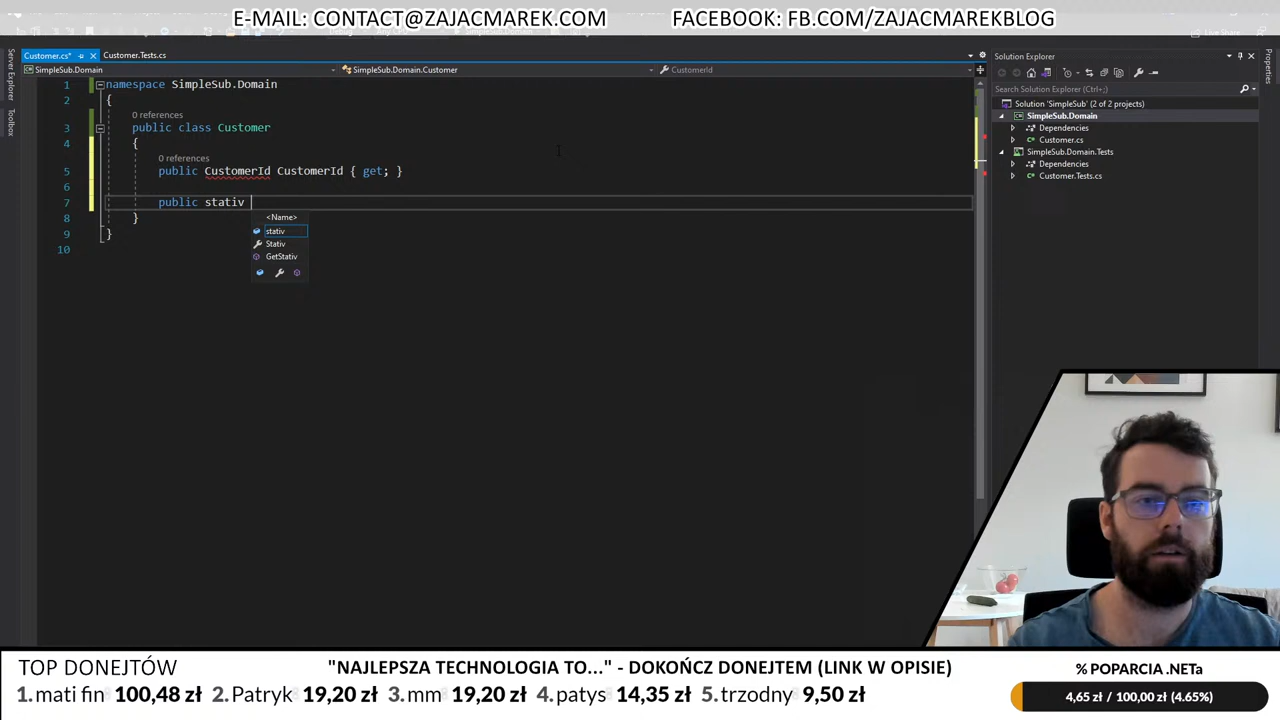 E-MAIL: CONTACT@ZAJACMAREK.COM FACEBOOK: FB.COM/ZAJACMAREKBLOG
Live Share
Customer.cs* Customer.Tests.cs
SimpleSub.Domain SimpleSub.Domain.Customer CustomerId
Server Explorer
Toolbox
1 namespace SimpleSub.Domain
2 {
0 references
3 public class Customer
4 {
0 references
5 public CustomerId CustomerId { get; }
6
7 public stativ
8 }
9 }
10
<Name>
stativ
Stativ
GetStativ
Solution Explorer
Search Solution Explorer (Ctrl+;)
Solution 'SimpleSub' (2 of 2 projects)
SimpleSub.Domain
Dependencies
Customer.cs
SimpleSub.Domain.Tests
Dependencies
Customer.Tests.cs
Properties
TOP DONEJTÓW
1. mati fin 100,48 zł 2. Patryk 19,20 zł 3. mm 19,20 zł 4. patys 14,35 zł 5. trzodny 9,50 zł
"NAJLEPSZA TECHNOLOGIA TO..." - DOKOŃCZ DONEJTEM (LINK W OPISIE)
% POPARCIA .NETa
4,65 zł / 100,00 zł (4.65%)